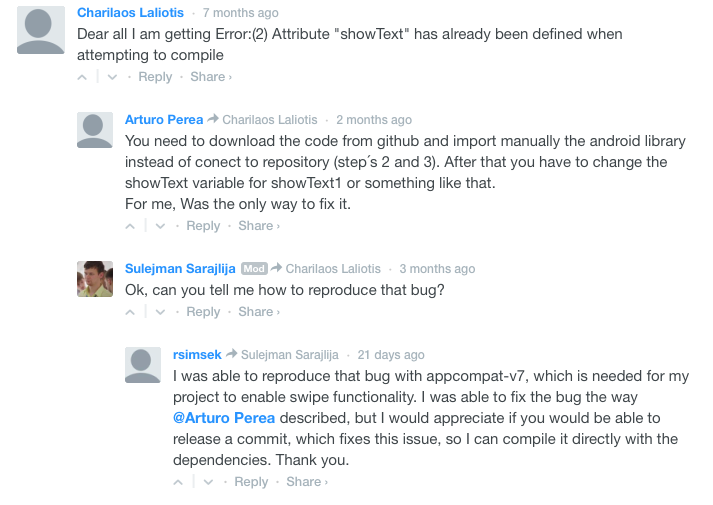 Charilaos Laliotis · 7 months ago
Dear all I am getting Error:(2) Attribute "showText" has already been defined when
attempting to compile
Reply · Share ›
Arturo Perea Charilaos Laliotis · 2 months ago
You need to download the code from github and import manually the android library
instead of conect to repository (step´s 2 and 3). After that you have to change the
showText variable for showText1 or something like that.
For me, Was the only way to fix it.
Reply · Share ›
Sulejman Sarajlija Mod Charilaos Laliotis · 3 months ago
Ok, can you tell me how to reproduce that bug?
Reply · Share ›
rsimsek Sulejman Sarajlija · 21 days ago
I was able to reproduce that bug with appcompat-v7, which is needed for my
project to enable swipe functionality. I was able to fix the bug the way
@Arturo Perea described, but I would appreciate if you would be able to
release a commit, which fixes this issue, so I can compile it directly with the
dependencies. Thank you.
Reply · Share ›